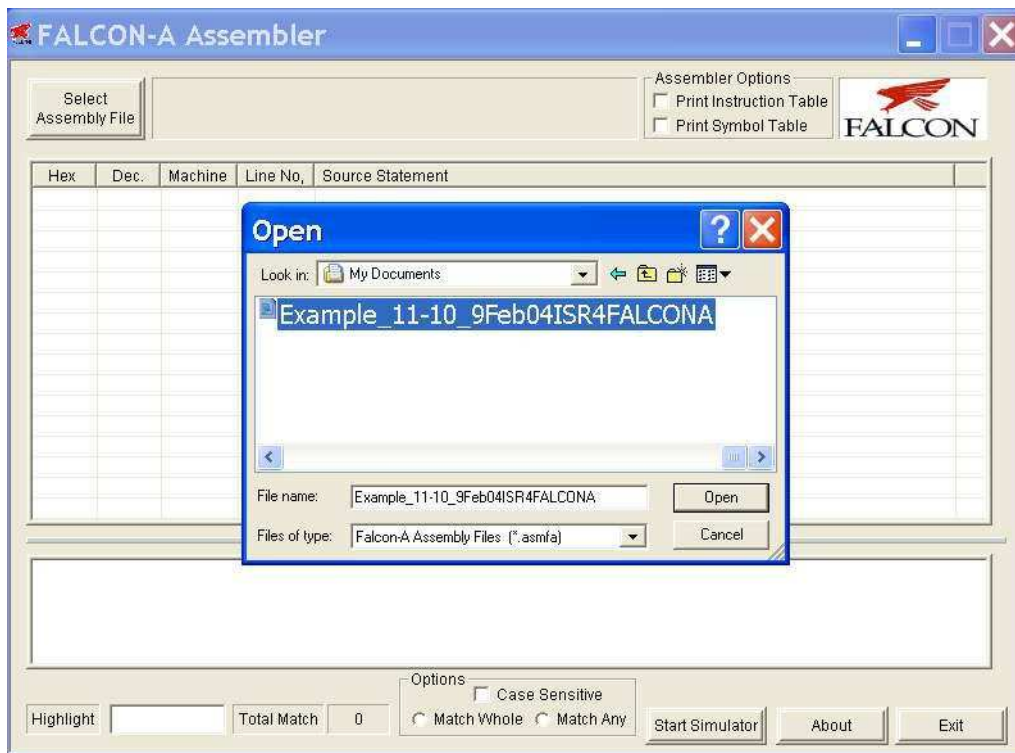 FALCON-A Assembler
Select
Assembly File
Assembler Options
Print Instruction Table
Print Symbol Table
FALCON
Hex Dec. Machine Line No, Source Statement
Open
Look in: My Documents
Example_11-10_9Feb04ISR4FALCONA
File name: Example_11-10_9Feb04ISR4FALCONA Open
Files of type: Falcon-A Assembly Files (*.asmfa) Cancel
Options
Case Sensitive
Highlight Total Match 0 Match Whole Match Any Start Simulator About Exit